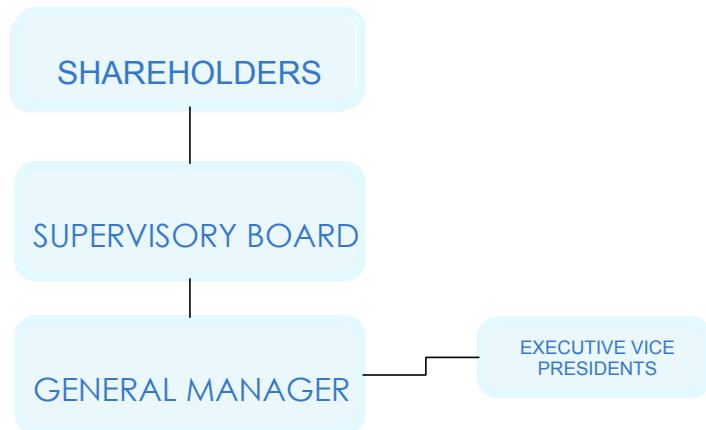 SHAREHOLDERS
SUPERVISORY BOARD
GENERAL MANAGER
EXECUTIVE VICE
PRESIDENTS